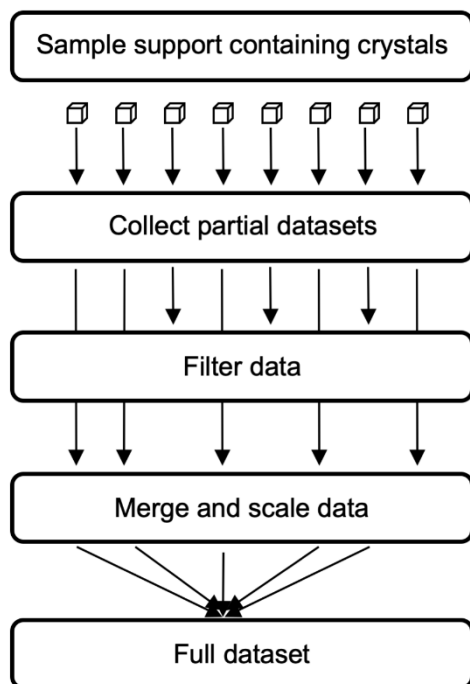 Sample support containing crystals
Collect partial datasets
Filter data
Merge and scale data
Full dataset